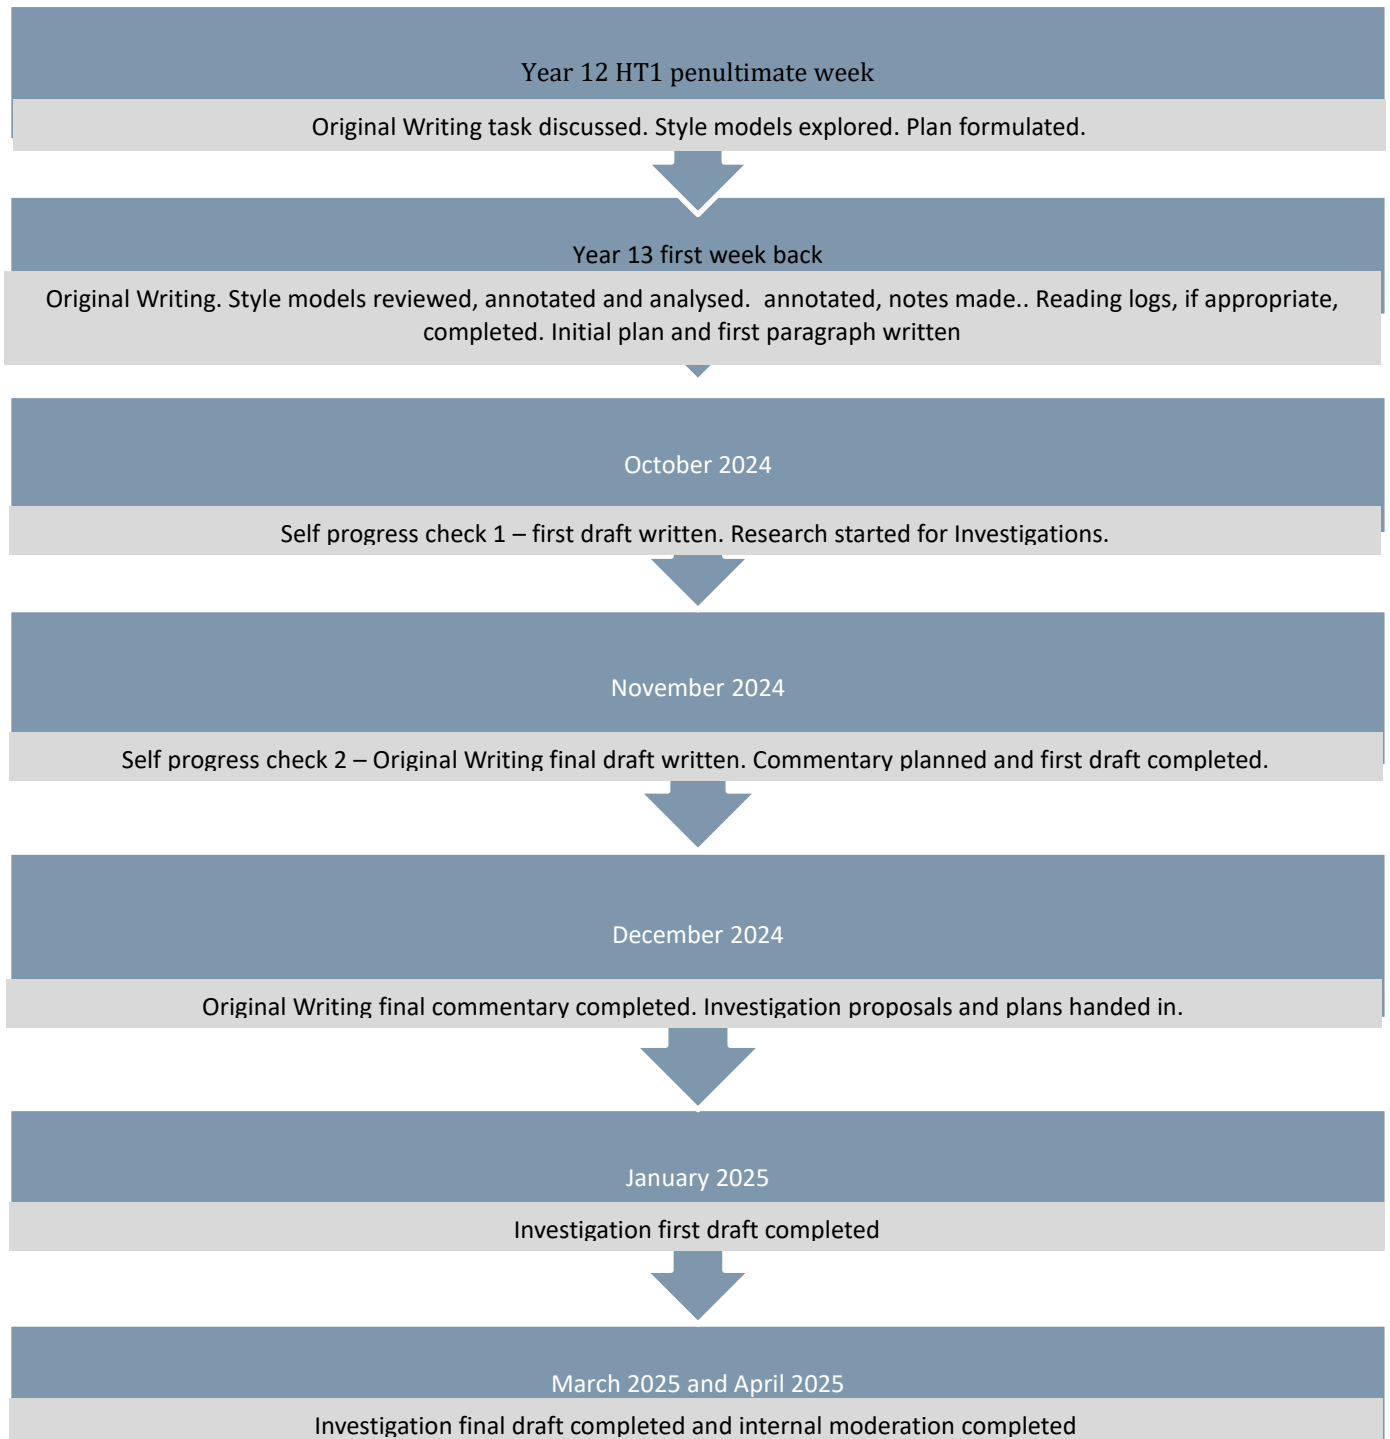 Year 12 HT1 penultimate week
Original Writing task discussed. Style models explored. Plan formulated.
Year 13 first week back
Original Writing. Style models reviewed, annotated and analysed.  annotated, notes made.. Reading logs, if appropriate,
completed. Initial plan and first paragraph written
October 2024
Self progress check 1 – first draft written. Research started for Investigations.
November 2024
Self progress check 2 – Original Writing final draft written. Commentary planned and first draft completed.
December 2024
Original Writing final commentary completed. Investigation proposals and plans handed in.
January 2025
Investigation first draft completed
March 2025 and April 2025
Investigation final draft completed and internal moderation completed